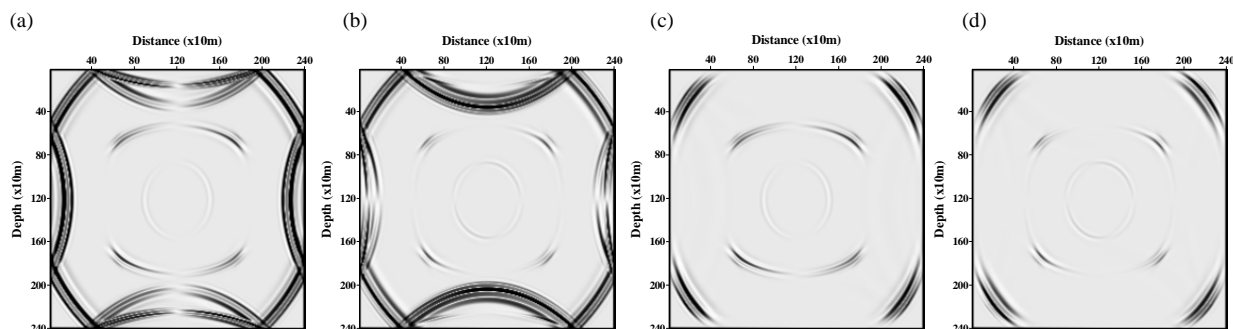 (a) (b) (c) (d)
Distance (x10m) Distance (x10m) Distance (x10m) Distance (x10m)
40 80 120 160 200 240 40 80 120 160 200 240 40 80 120 160 200 240 40 80 120 160 200 240
40 40 40 40
80 80 80 80
Depth (x10m) Depth (x10m) Depth (x10m) Depth (x10m)
120 120 120 120
160 160 160 160
200 200 200 200
240 240 240 240